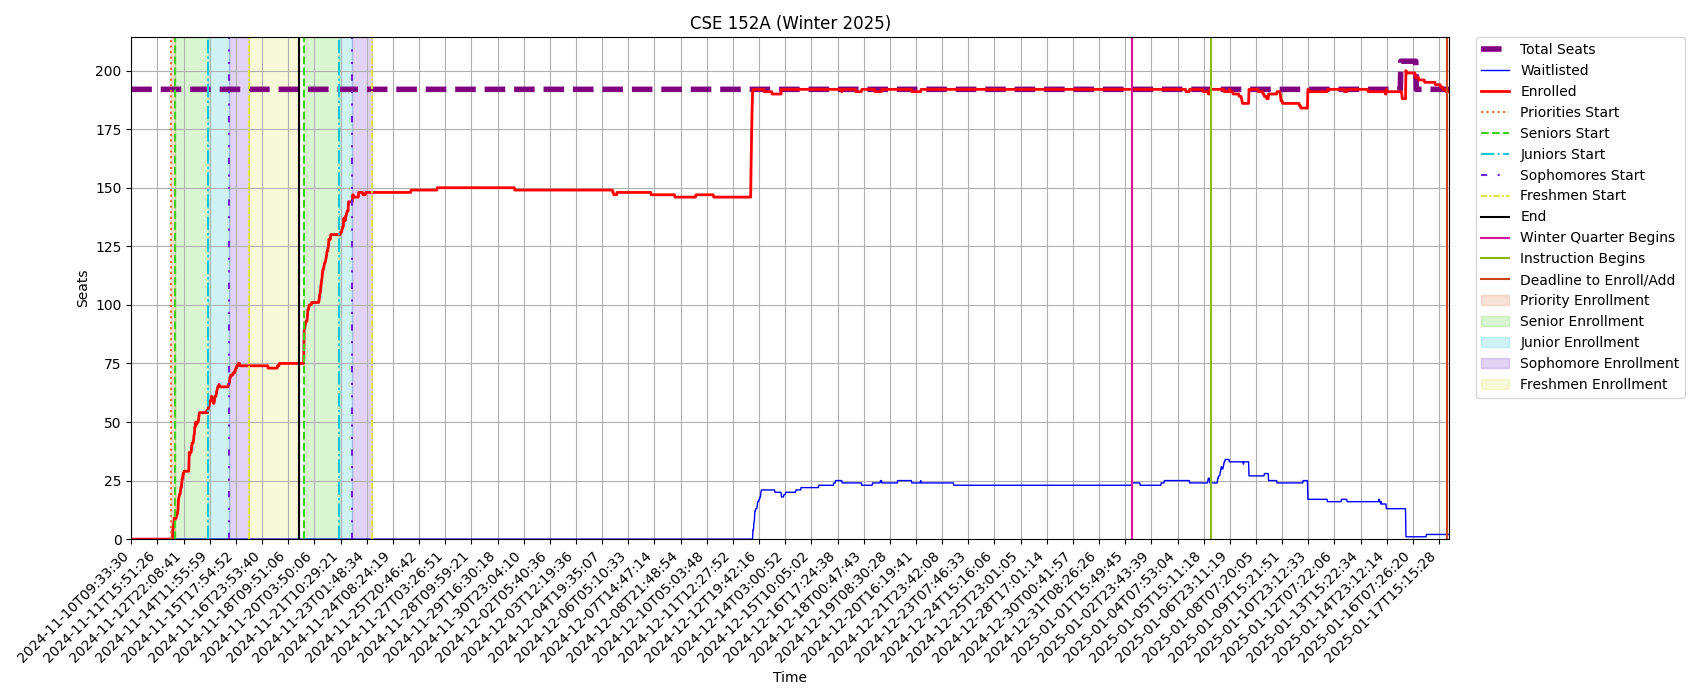 CSE 152A (Winter 2025)
Seats
200
175
150
125
100
75
50
25
0
2024-11-10T09:33:30
2024-11-11T15:51:26
2024-11-12T22:08:41
2024-11-14T11:55:59
2024-11-15T17:54:52
2024-11-16T23:53:40
2024-11-18T09:51:06
2024-11-20T03:50:06
2024-11-21T10:29:21
2024-11-23T01:48:34
2024-11-24T08:24:19
2024-11-25T20:46:42
2024-11-27T03:26:51
2024-11-28T09:59:21
2024-11-29T16:30:18
2024-11-30T23:04:10
2024-12-02T05:40:36
2024-12-03T12:19:36
2024-12-04T19:35:07
2024-12-06T05:10:33
2024-12-07T14:47:14
2024-12-08T21:48:54
2024-12-10T05:03:48
2024-12-11T12:27:52
2024-12-12T19:42:16
2024-12-14T03:00:52
2024-12-15T10:05:02
2024-12-16T17:24:38
2024-12-18T00:47:43
2024-12-19T08:30:28
2024-12-20T16:19:41
2024-12-21T23:42:08
2024-12-23T07:46:33
2024-12-24T15:16:06
2024-12-25T23:01:05
2024-12-28T17:01:14
2024-12-30T00:41:57
2024-12-31T08:26:26
2025-01-01T15:49:45
2025-01-02T23:43:39
2025-01-04T07:53:04
2025-01-05T15:11:18
2025-01-06T23:11:19
2025-01-08T07:20:05
2025-01-09T15:21:51
2025-01-10T23:12:33
2025-01-12T07:22:06
2025-01-13T15:22:34
2025-01-14T23:12:14
2025-01-16T07:26:20
2025-01-17T15:15:28
Time
Total Seats
Waitlisted
Enrolled
Priorities Start
Seniors Start
Juniors Start
Sophomores Start
Freshmen Start
End
Winter Quarter Begins
Instruction Begins
Deadline to Enroll/Add
Priority Enrollment
Senior Enrollment
Junior Enrollment
Sophomore Enrollment
Freshmen Enrollment